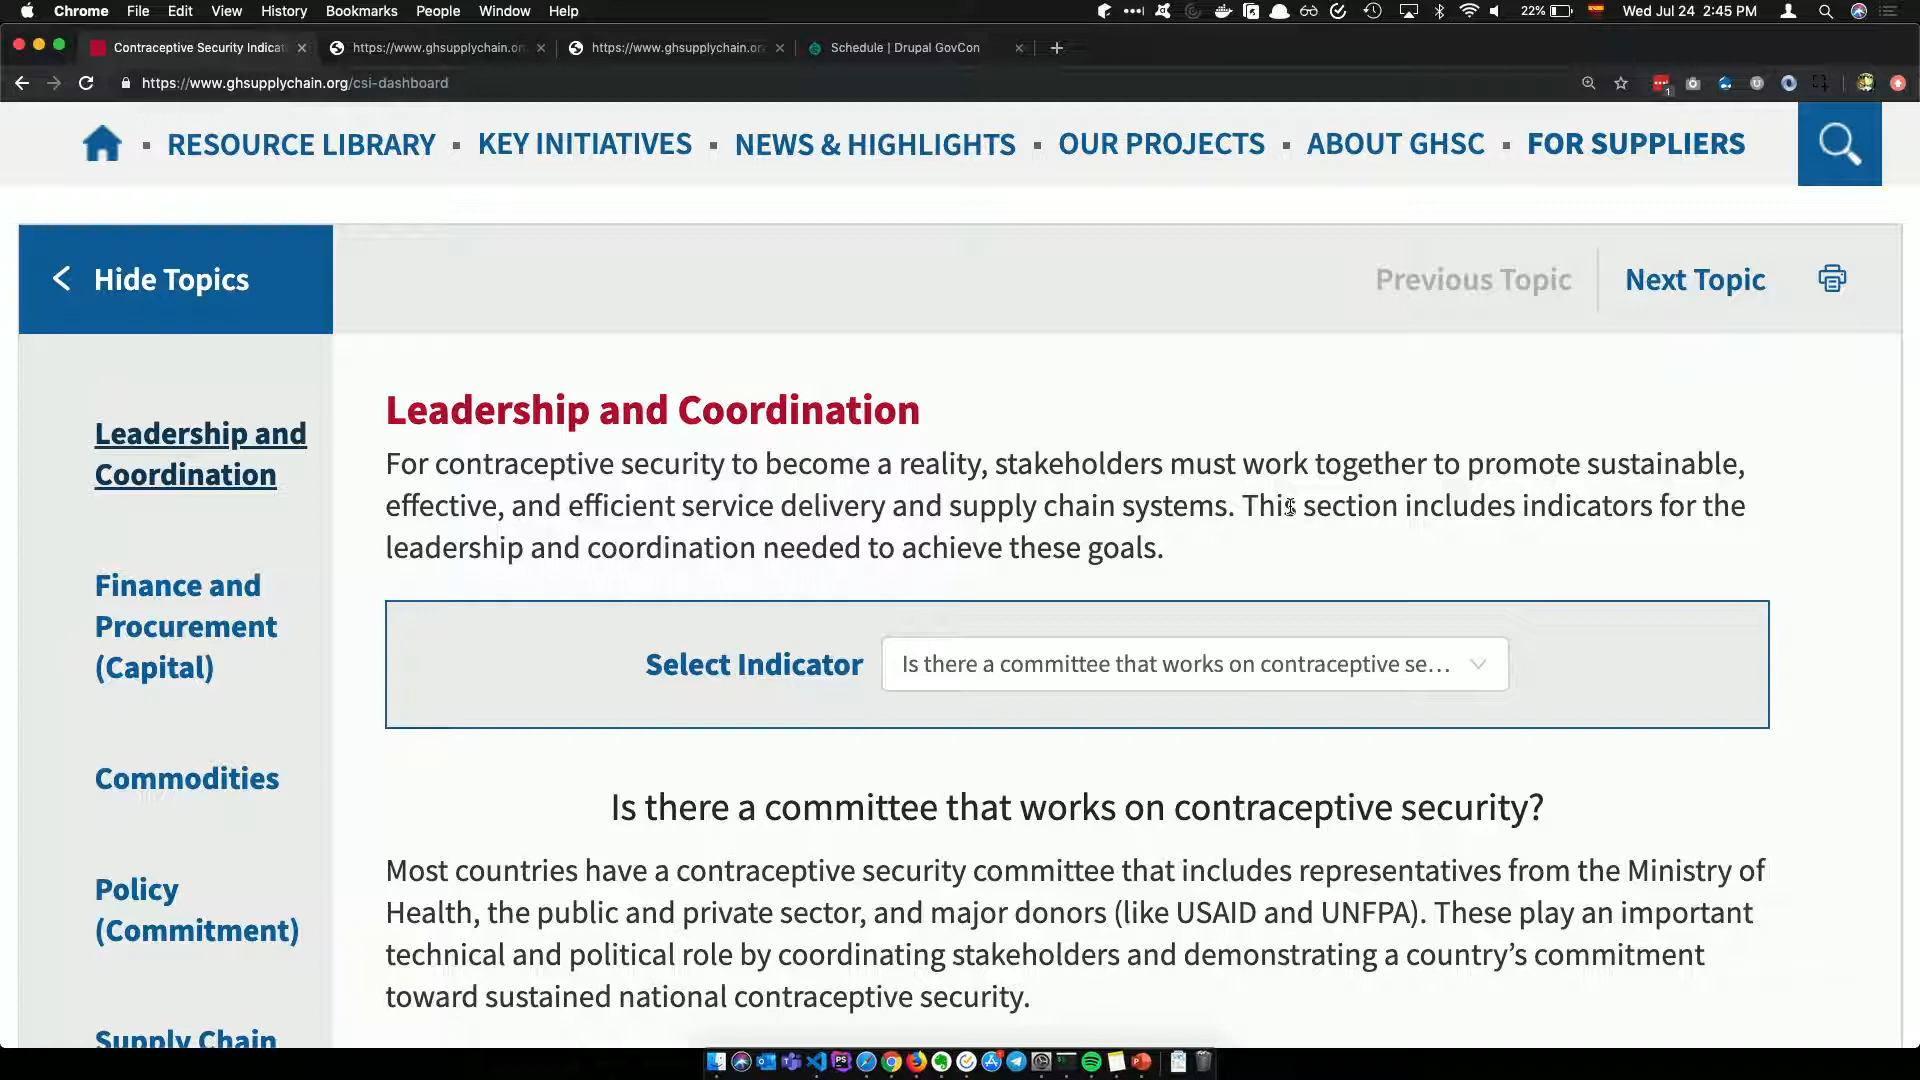 Chrome File Edit View History Bookmarks People Window Help 22% Wed Jul 24 2:45 PM
Contraceptive Security Indica https://www.ghsupplychain.or https://www.ghsupplychain.or Schedule | Drupal GovCon
https://www.ghsupplychain.org/csi-dashboard
RESOURCE LIBRARY KEY INITIATIVES NEWS & HIGHLIGHTS OUR PROJECTS ABOUT GHSC FOR SUPPLIERS
Hide Topics Previous Topic Next Topic
Leadership and
Coordination
Finance and
Procurement
(Capital)
Commodities
Policy
(Commitment)
Supply Chain
Leadership and Coordination
For contraceptive security to become a reality, stakeholders must work together to promote sustainable,
effective, and efficient service delivery and supply chain systems. This section includes indicators for the
leadership and coordination needed to achieve these goals.
Select Indicator Is there a committee that works on contraceptive se...
Is there a committee that works on contraceptive security?
Most countries have a contraceptive security committee that includes representatives from the Ministry of
Health, the public and private sector, and major donors (like USAID and UNFPA). These play an important
technical and political role by coordinating stakeholders and demonstrating a country’s commitment
toward sustained national contraceptive security.